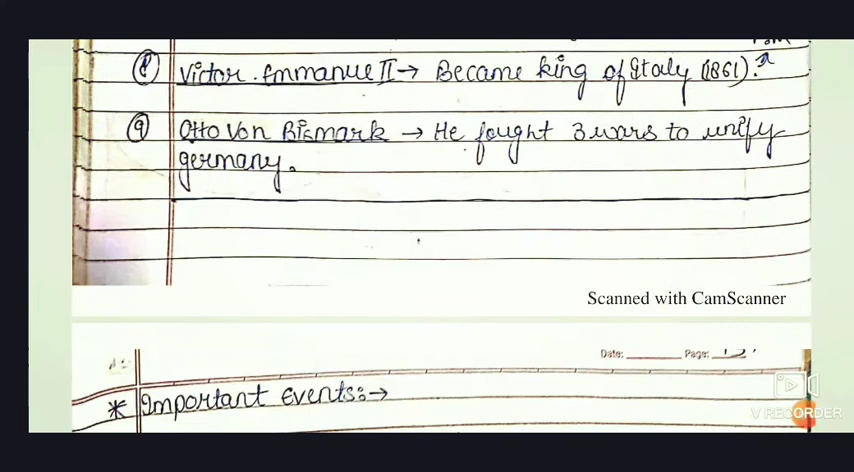 ⑧ Victor. Emmanue II → Became king of Italy (1861).
⑨ Otto Von Bismark → He fought 3 wars to unify
germany.
Scanned with CamScanner
Date: Page:
* Important Events:→
V RECORDER